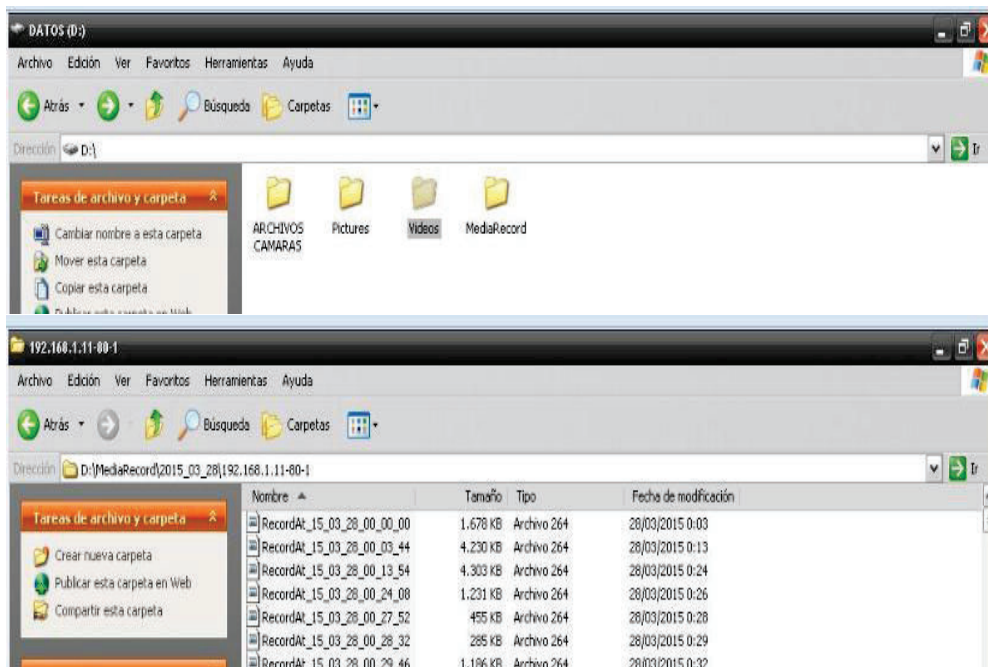 DATOS (D:)
Archivo Edición Ver Favoritos Herramientas Ayuda
Atrás Búsqueda Carpetas
Dirección D:\ Ir
Tareas de archivo y carpeta
Cambiar nombre a esta carpeta
Mover esta carpeta
Copiar esta carpeta
Publicar esta carpeta en Web
ARCHIVOS CAMARAS
Pictures
Videos
MediaRecord
192.168.1.11-80-1
Archivo Edición Ver Favoritos Herramientas Ayuda
Atrás Búsqueda Carpetas
Dirección D:\MediaRecord\2015_03_28\192.168.1.11-80-1 Ir
Tareas de archivo y carpeta
Crear nueva carpeta
Publicar esta carpeta en Web
Compartir esta carpeta
Nombre Tamaño Tipo Fecha de modificación
RecordAt_15_03_28_00_00_00 1.678 KB Archivo 264 28/03/2015 0:03
RecordAt_15_03_28_00_03_44 4.230 KB Archivo 264 28/03/2015 0:13
RecordAt_15_03_28_00_13_54 4.303 KB Archivo 264 28/03/2015 0:24
RecordAt_15_03_28_00_24_08 1.231 KB Archivo 264 28/03/2015 0:26
RecordAt_15_03_28_00_27_52 455 KB Archivo 264 28/03/2015 0:28
RecordAt_15_03_28_00_28_32 285 KB Archivo 264 28/03/2015 0:29
RecordAt_15_03_28_00_29_46 1.186 KB Archivo 264 28/03/2015 0:32